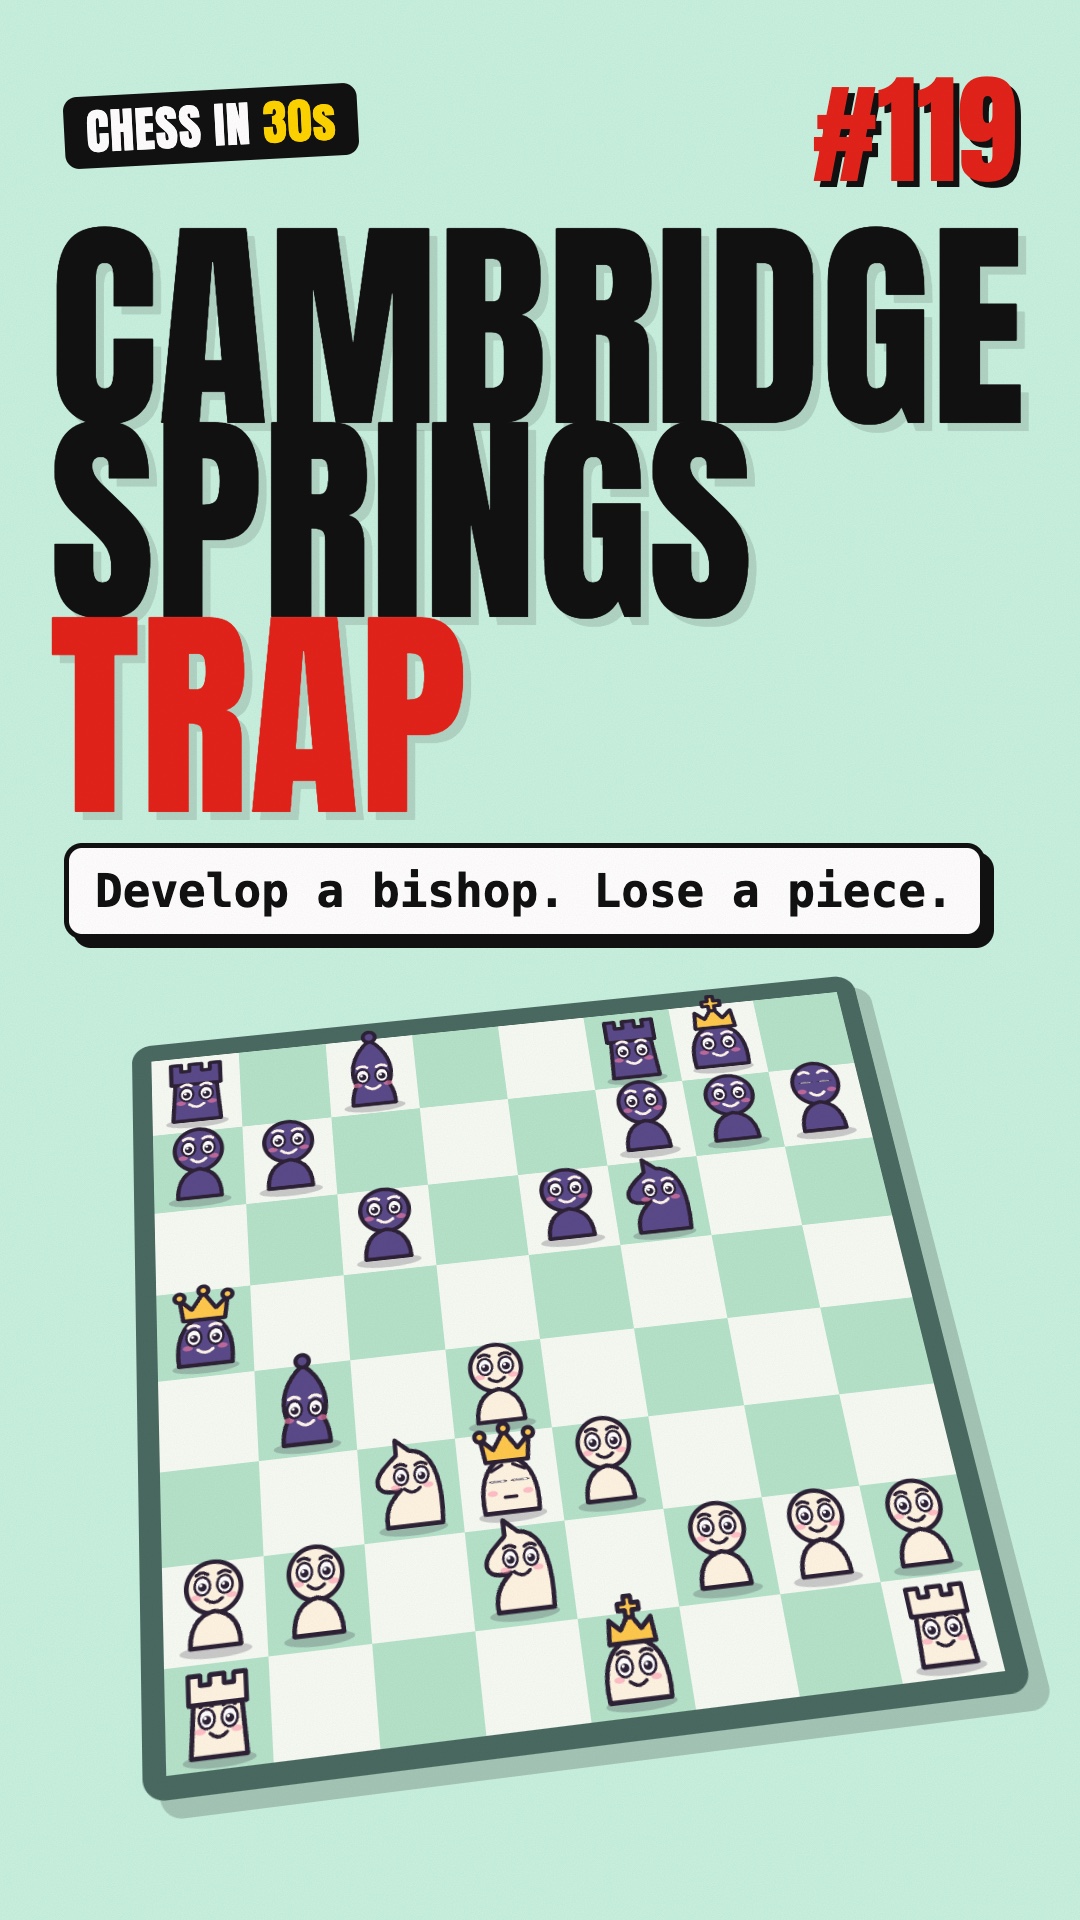 CHESS IN 30s
#119
CAMBRIDGE
SPRINGS
TRAP
Develop a bishop. Lose a piece.